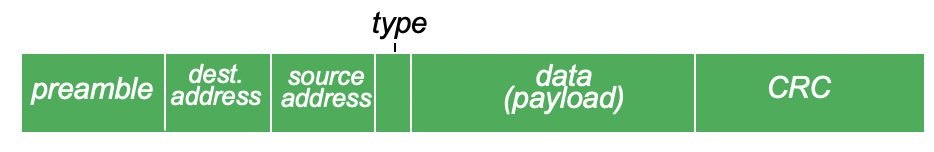 type
preamble
dest.
address
source
address
data
(payload)
CRC